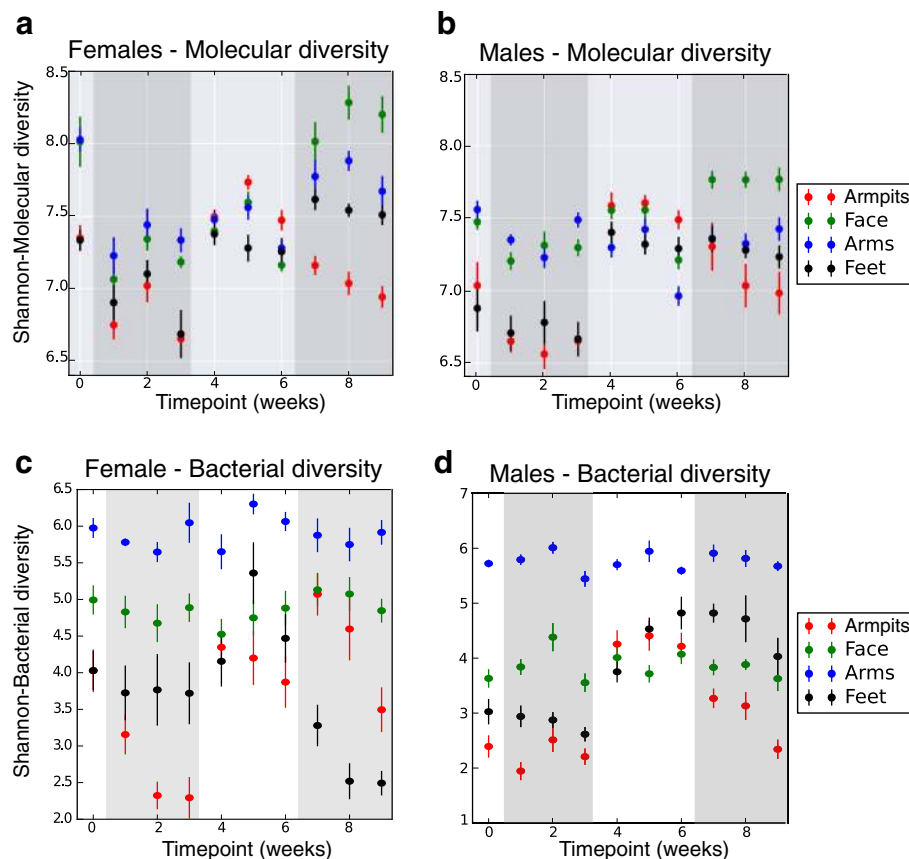 a
Females - Molecular diversity
Shannon-Molecular diversity
8.5
8.0
7.5
7.0
6.5
0 2 4 6 8
Timepoint (weeks)
b
Males - Molecular diversity
8.5
8.0
7.5
7.0
6.5
0 2 4 6 8
Timepoint (weeks)
Armpits
Face
Arms
Feet
c
Female - Bacterial diversity
Shannon-Bacterial diversity
6.5
6.0
5.5
5.0
4.5
4.0
3.5
3.0
2.5
2.0
0 2 4 6 8
Timepoint (weeks)
d
Males - Bacterial diversity
7
6
5
4
3
2
1
0 2 4 6 8
Timepoint (weeks)
Armpits
Face
Arms
Feet